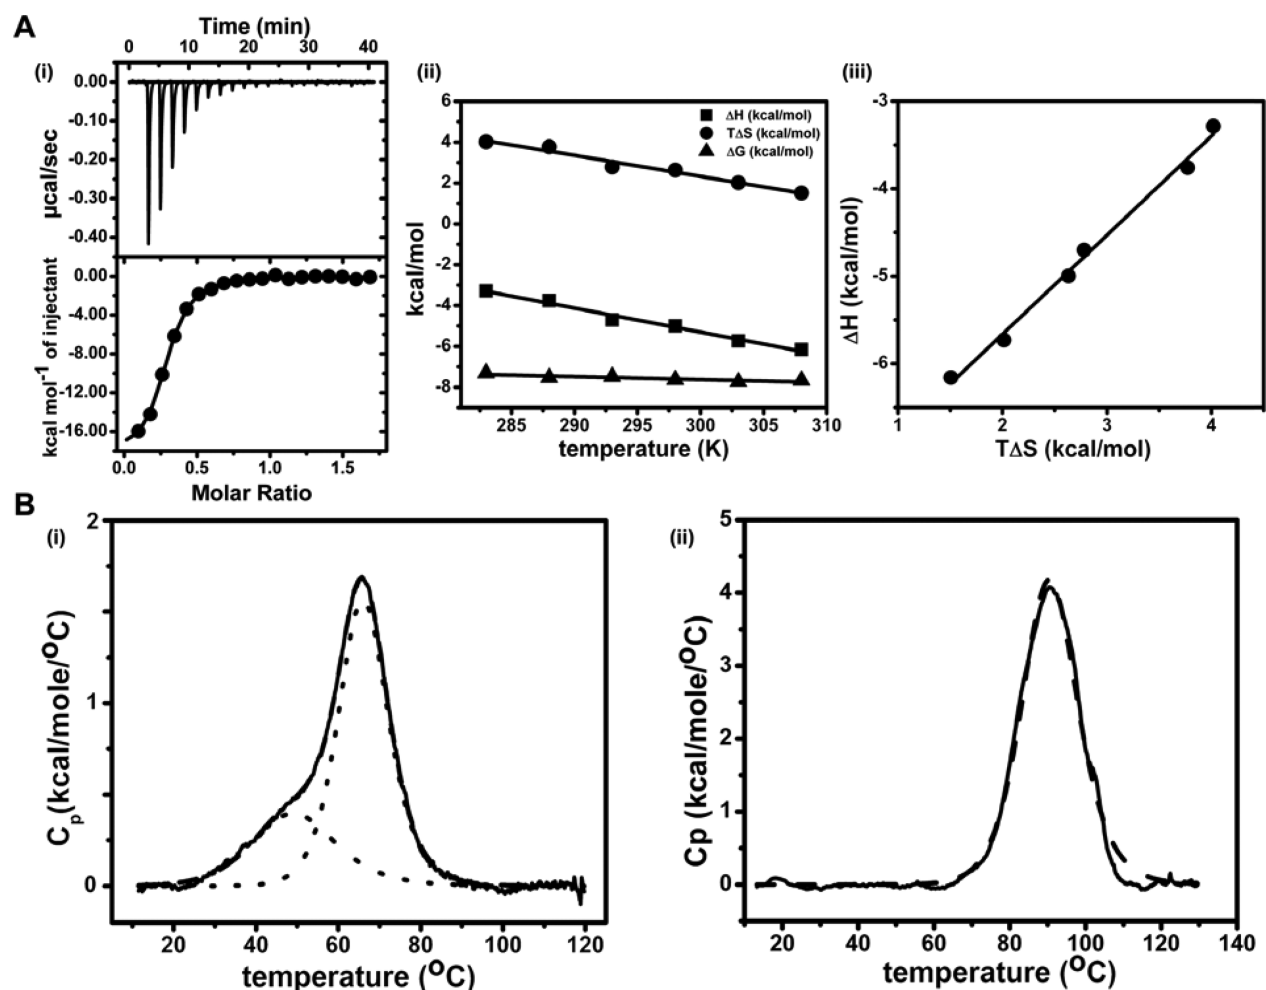 A
Time (min)
0 10 20 30 40
(i)
0.00
-0.10
-0.20
-0.30
-0.40
µcal/sec
0.00
-4.00
-8.00
-12.00
-16.00
kcal mol-1 of injectant
0.0 0.5 1.0 1.5
Molar Ratio
(ii)
6
4
2
0
-2
-4
-6
-8
kcal/mol
ΔH (kcal/mol)
TΔS (kcal/mol)
ΔG (kcal/mol)
285 290 295 300 305 310
temperature (K)
(iii)
-3
-4
-5
-6
ΔH (kcal/mol)
1 2 3 4
TΔS (kcal/mol)
B
(i)
2
1
0
Cp(kcal/mole/ºC)
20 40 60 80 100 120
temperature (ºC)
(ii)
5
4
3
2
1
0
Cp (kcal/mole/ºC)
20 40 60 80 100 120 140
temperature (ºC)